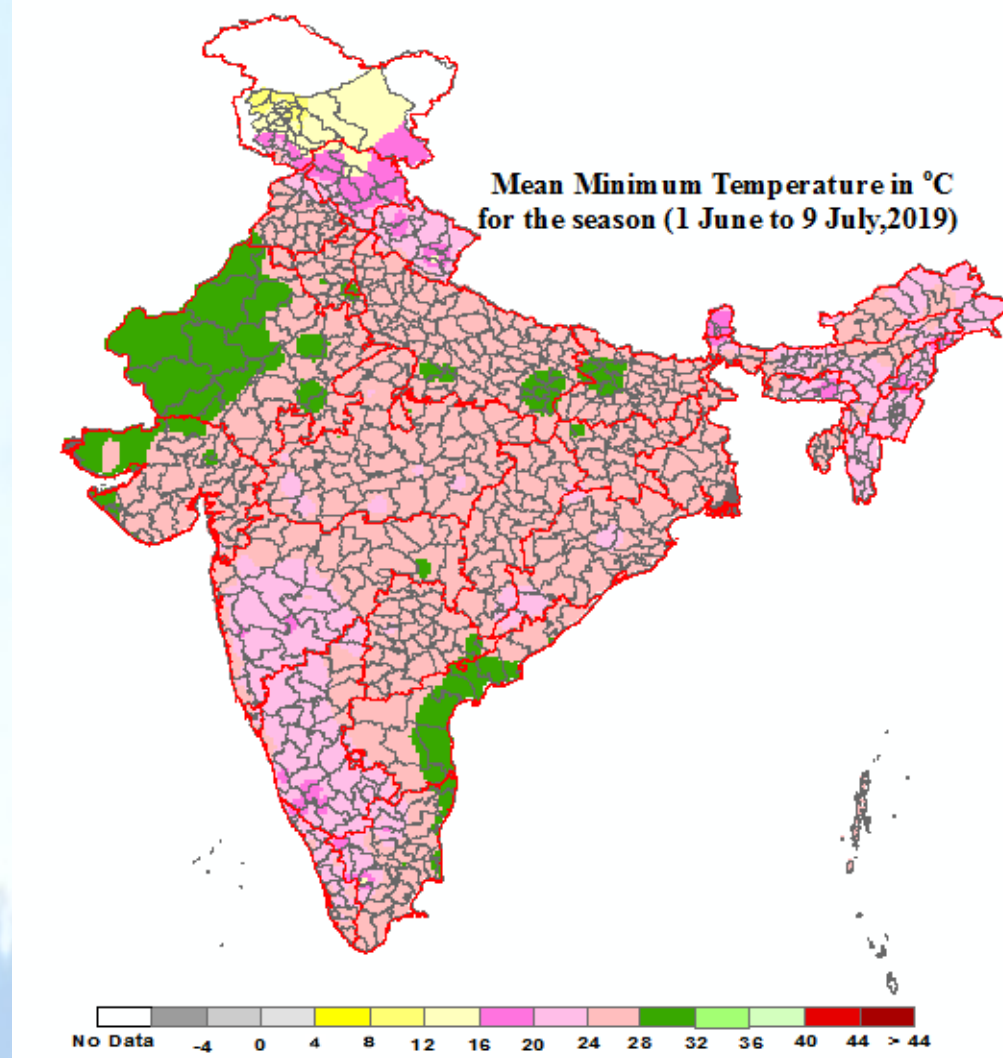 Mean Minimum Temperature in °C
for the season (1 June to 9 July,2019)
No Data -4 0 4 8 12 16 20 24 28 32 36 40 44 > 44